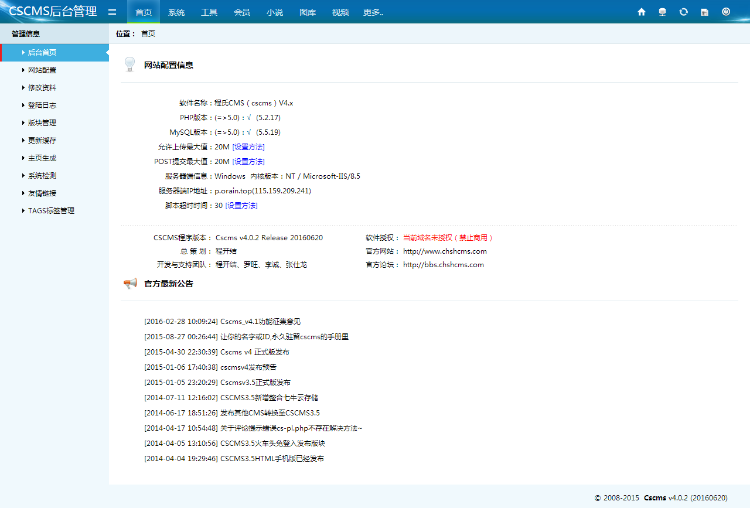 CSCMS后台管理 首页 系统 工具 会员 小说 图库 视频 更多..
管理信息
后台首页
网站配置
修改资料
登陆日志
版块管理
更新缓存
主页生成
系统检测
友情链接
TAGS标签管理
位置： 首页
网站配置信息
软件名称：程氏CMS（cscms）V4.x
PHP版本：(=>5.0)：√ (5.2.17)
MySQL版本：(=>5.0)：√ (5.5.19)
允许上传最大值：20M [设置方法]
POST提交最大值：20M [设置方法]
服务器端信息：Windows 内核版本：NT / Microsoft-IIS/8.5
服务器端IP地址：p.orain.top(115.159.209.241)
脚本超时时间：30 [设置方法]
CSCMS程序版本： Cscms v4.0.2 Release 20160620 软件授权： 当前域名未授权（禁止商用）
总 策 划： 程开结 官方网站： http://www.chshcms.com
开发与支持团队： 程开结、罗旺、李诚、张仕龙 官方论坛： http://bbs.chshcms.com
官方最新公告
[2016-02-28 10:09:24] Cscms_v4.1功能征集意见
[2015-08-27 00:26:44] 让你的名字或ID,永久驻留cscms的手册里
[2015-04-30 22:30:39] Cscms v4 正式版发布
[2015-01-06 17:40:38] cscmsv4发布预告
[2015-01-05 23:20:29] Cscmsv3.5正式版发布
[2014-07-11 12:16:02] CSCMS3.5新增整合七牛云存储
[2014-06-17 18:51:26] 发布其他CMS转换至CSCMS3.5
[2014-04-17 10:54:48] 关于评论提示错误cs-pl.php不存在解决方法~
[2014-04-05 13:10:56] CSCMS3.5火车头免登入发布版块
[2014-04-04 19:29:46] CSCMS3.5HTML手机版已经发布
© 2008-2015 Cscms v4.0.2 (20160620)